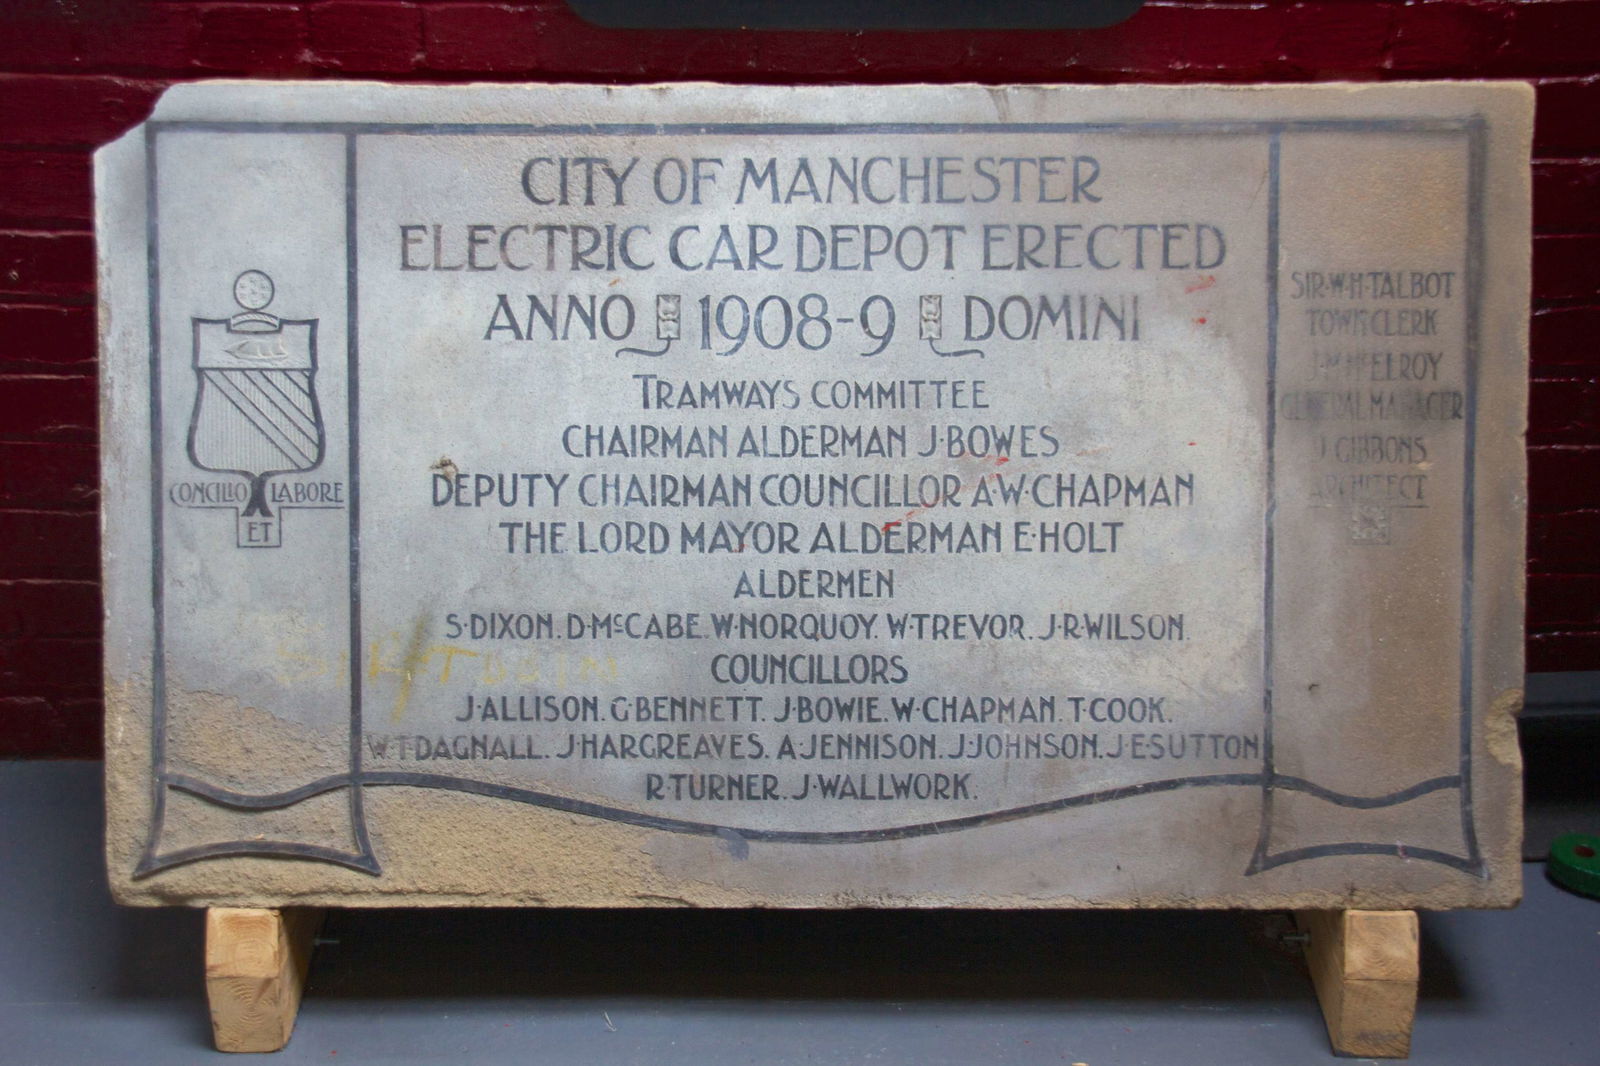 CITY OF MANCHESTER
ELECTRIC CAR DEPOT ERECTED
ANNO 1908-9 DOMINI
TRAMWAYS COMMITTEE
CHAIRMAN ALDERMAN J·BOWES
DEPUTY CHAIRMAN COUNCILLOR A·W·CHAPMAN
THE LORD MAYOR ALDERMAN E·HOLT
ALDERMEN
S·DIXON. D·McCABE. W·NORQUOY. W·TREVOR. J·R·WILSON.
COUNCILLORS
J·ALLISON. G·BENNETT. J·BOWIE. W·CHAPMAN. T·COOK.
W·T·DAGNALL. J·HARGREAVES. A·JENNISON. J·JOHNSON. J·E·SUTTON
R·TURNER. J·WALLWORK.
CONCILIO LABORE
ET
SIR·W·H·TALBOT
TOWN CLERK
J·M·McELROY
GENERAL MANAGER
J GIBBONS
ARCHITECT